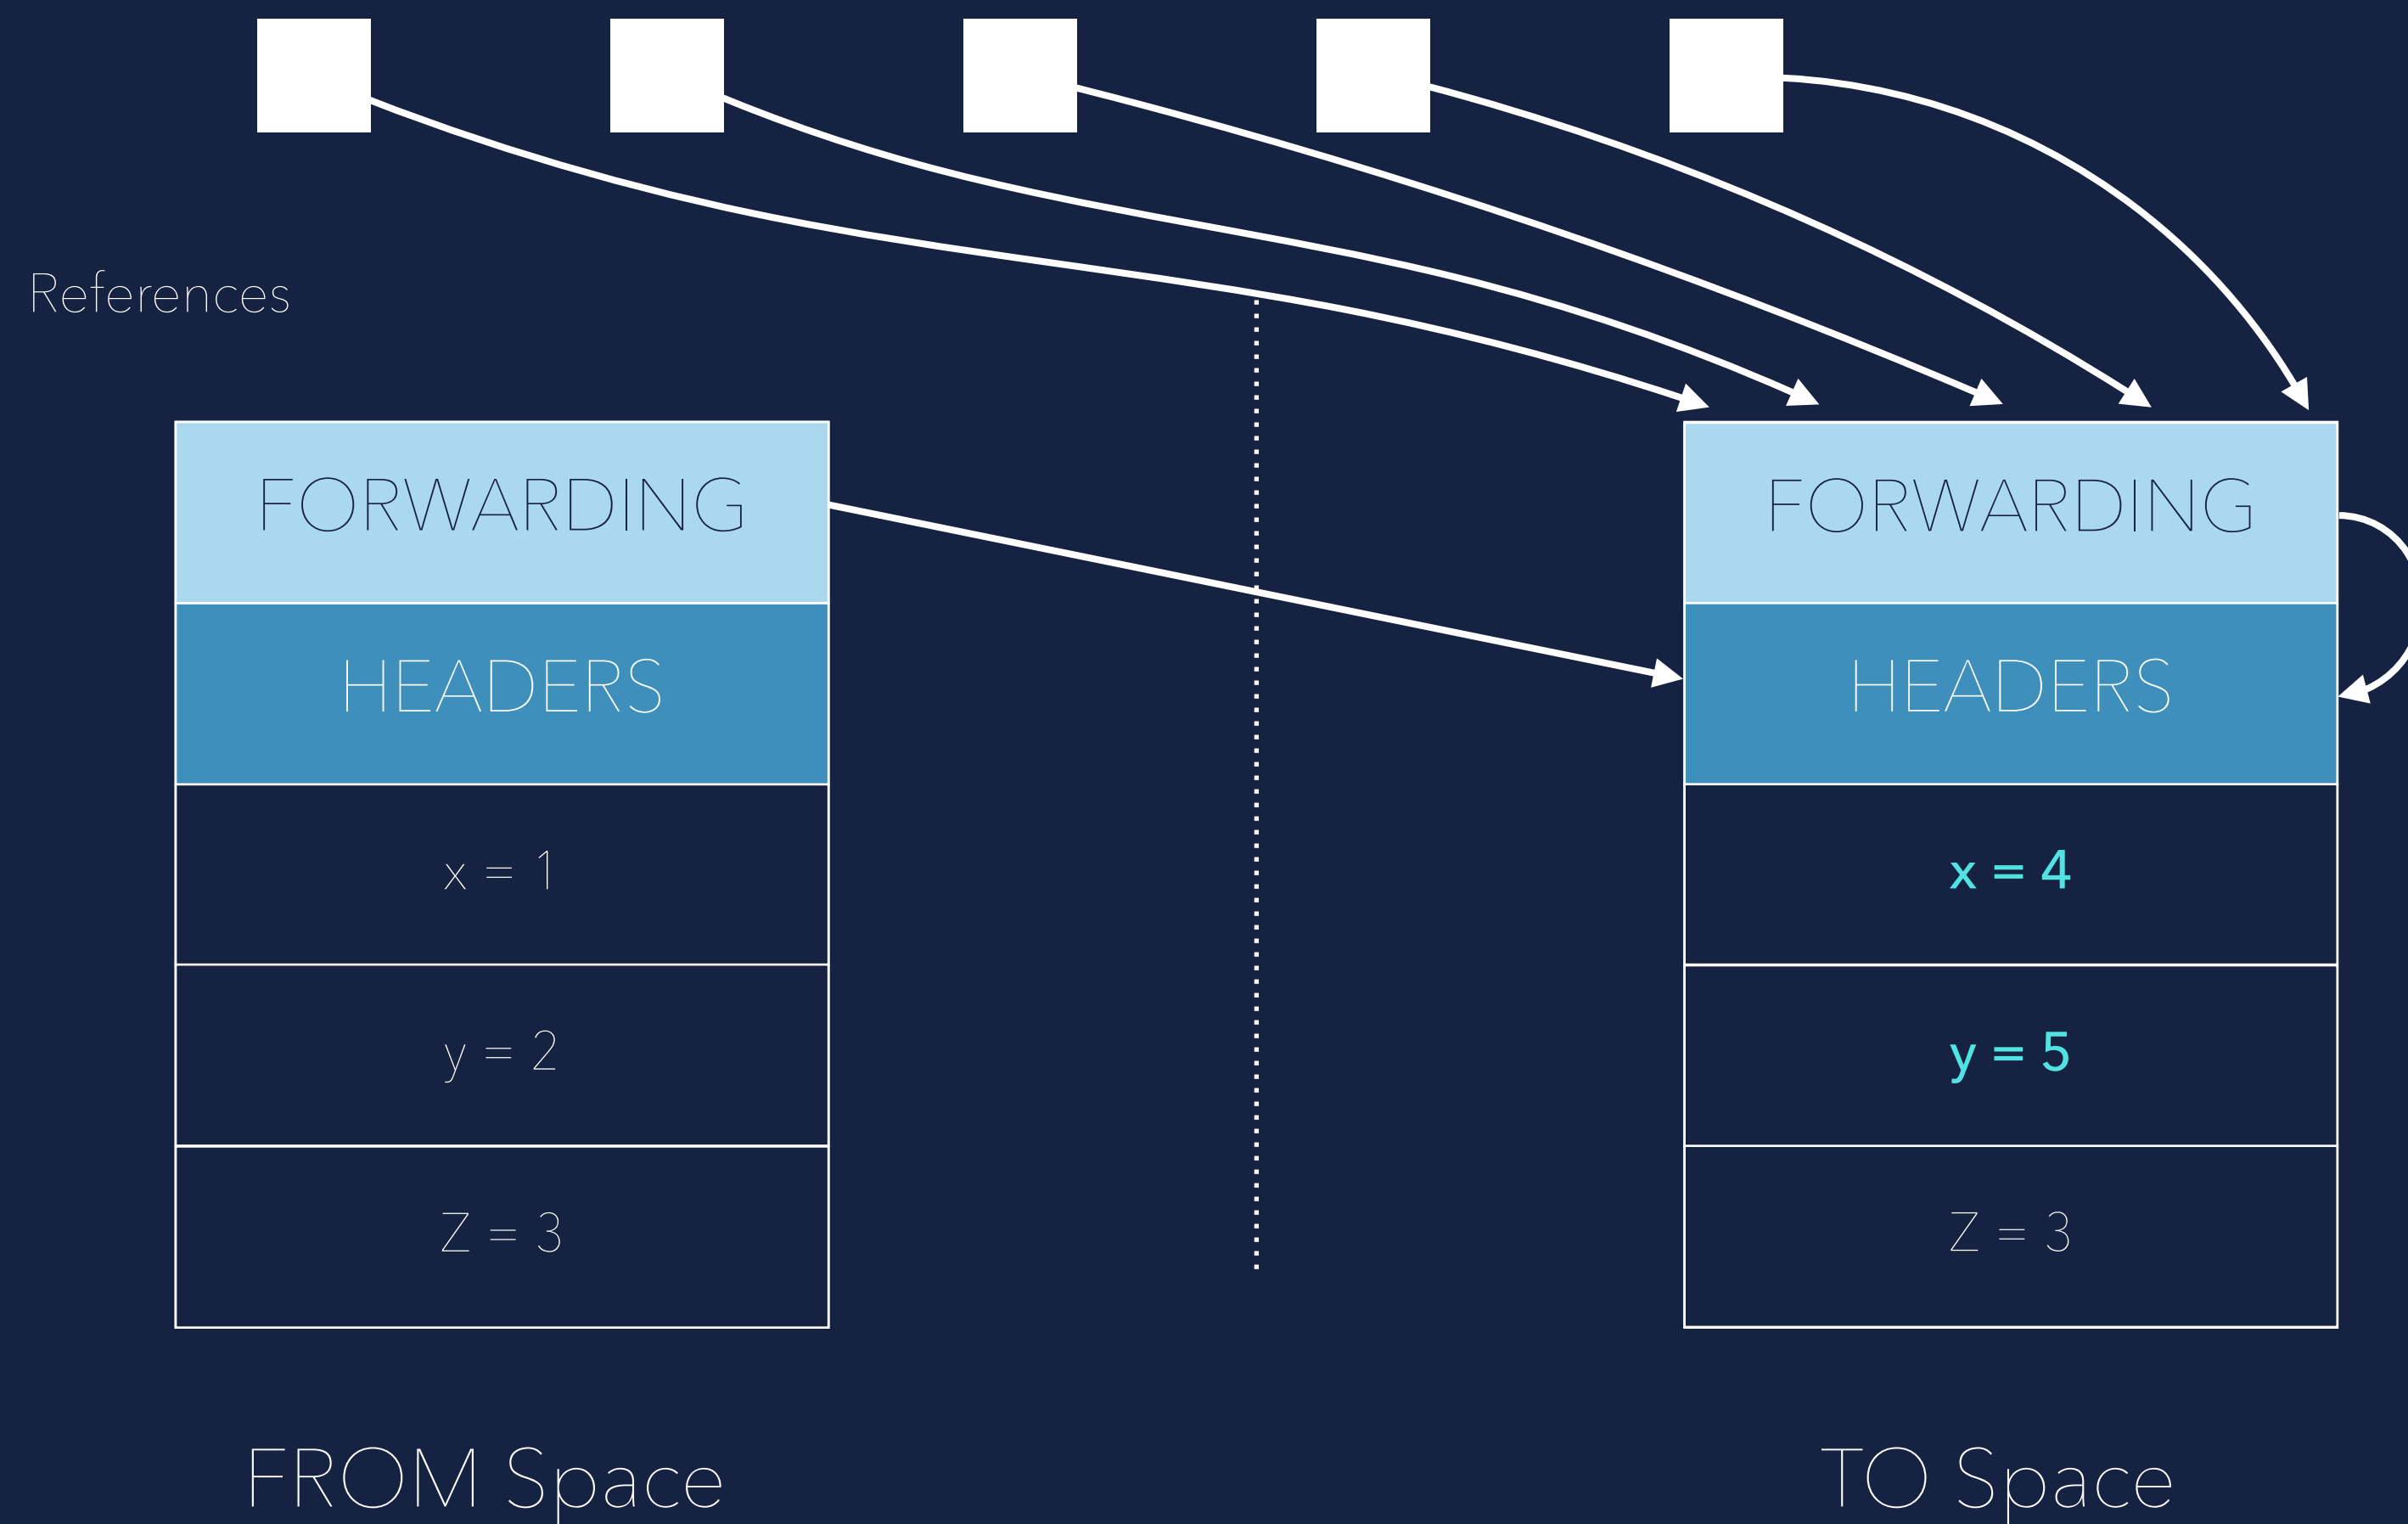 References
FORWARDING
HEADERS
x = 1
y = 2
Z = 3
FROM Space
FORWARDING
HEADERS
x = 4
y = 5
Z = 3
TO Space